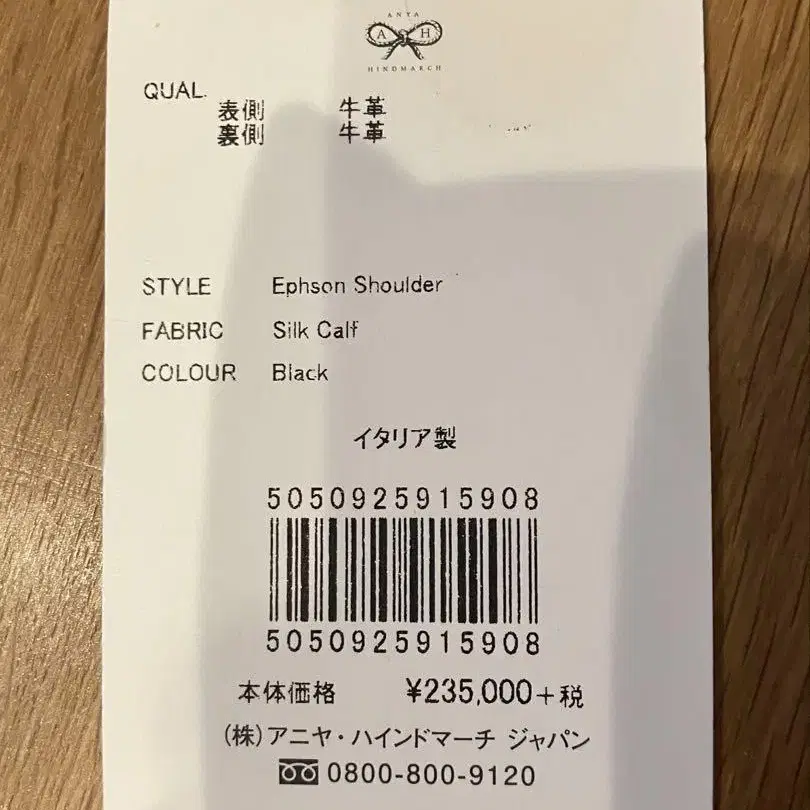 ANYA
A H
HINDMARCH
QUAL.
表側 牛革
裏側 牛革
STYLE Ephson Shoulder
FABRIC Silk Calf
COLOUR Black
イタリア製
5050925915908
5050925915908
本体価格 ¥235,000+税
(株)アニヤ・ハインドマーチ ジャパン
0800-800-9120